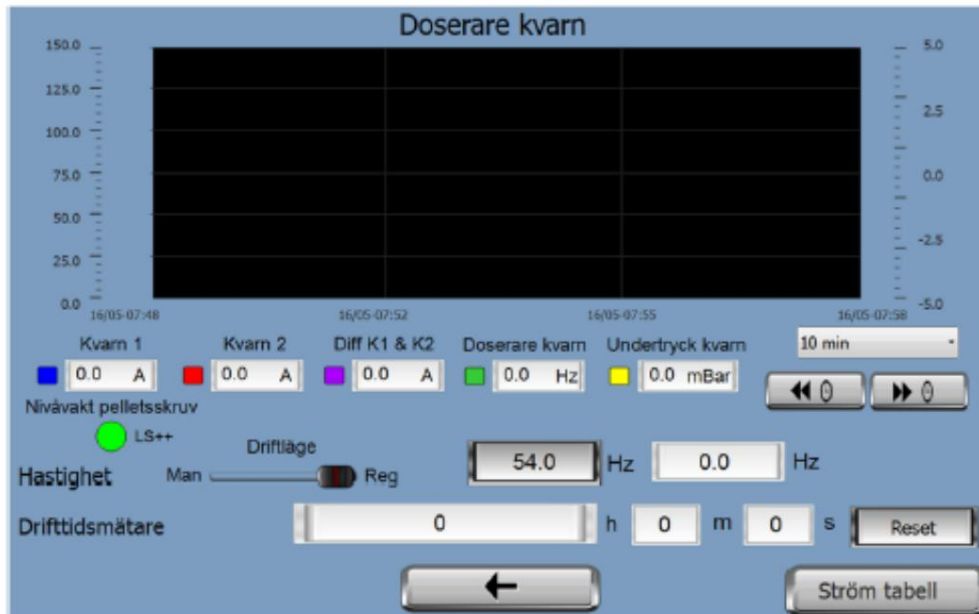 Doserare kvarn
150.0
125.0
100.0
75.0
50.0
25.0
0.0
5.0
2.5
0.0
-2.5
-5.0
16/05-07:48 16/05-07:52 16/05-07:55 16/05-07:58
Kvarn 1 Kvarn 2 Diff K1 & K2 Doserare kvarn Undertryck kvarn 10 min
0.0 A 0.0 A 0.0 A 0.0 Hz 0.0 mBar
Nivåvakt pelletsskruv
LS++
Driftläge
Hastighet Man Reg 54.0 Hz 0.0 Hz
Drifttidsmätare 0 h 0 m 0 s Reset
Ström tabell